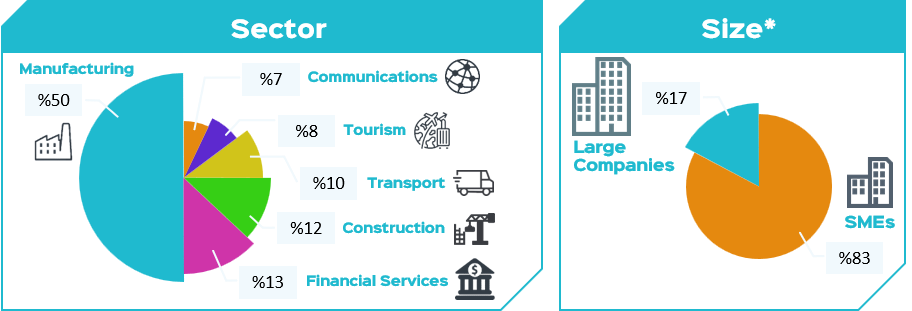 Sector
Manufacturing
%50
%7 Communications
%8 Tourism
%10 Transport
%12 Construction
%13 Financial Services
$
Size*
%17
Large
Companies
SMEs
%83